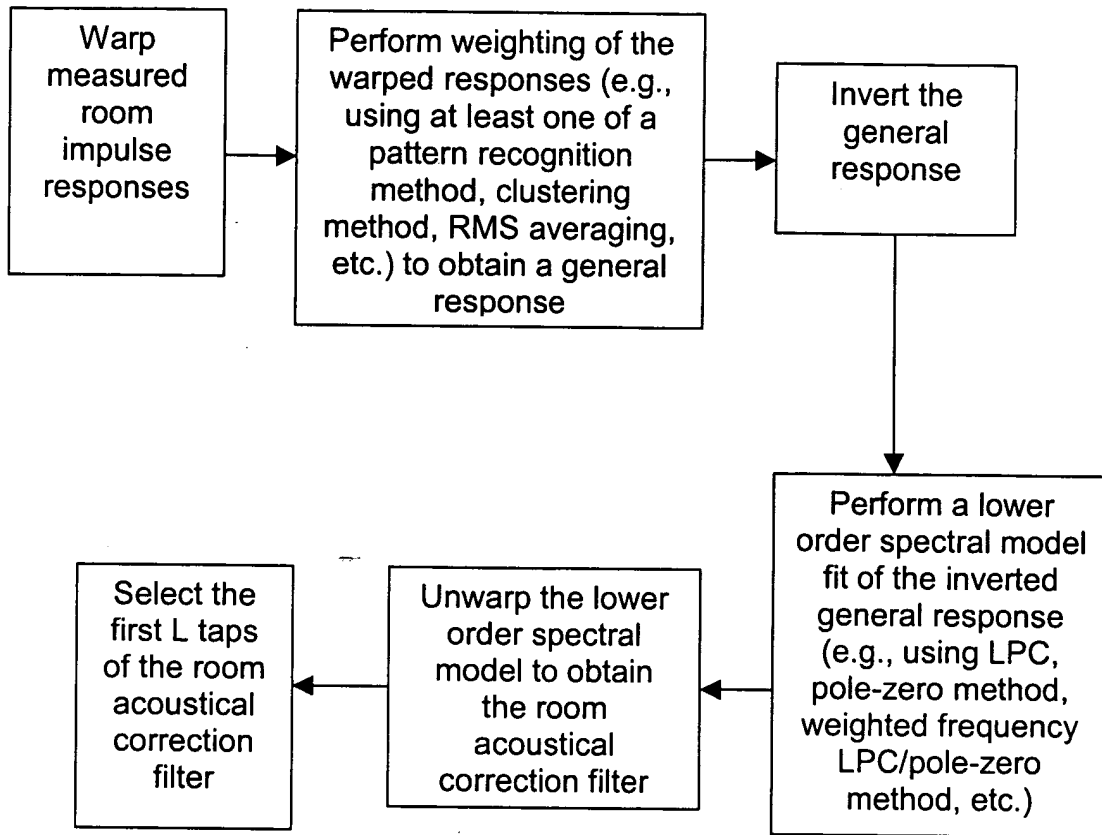 Warp
measured
room
impulse
responses
Perform weighting of the
warped responses (e.g.,
using at least one of a
pattern recognition
method, clustering
method, RMS averaging,
etc.) to obtain a general
response
Invert the
general
response
Perform a lower
order spectral model
fit of the inverted
general response
(e.g., using LPC,
pole-zero method,
weighted frequency
LPC/pole-zero
method, etc.)
Unwarp the lower
order spectral
model to obtain
the room
acoustical
correction filter
Select the
first L taps
of the room
acoustical
correction
filter